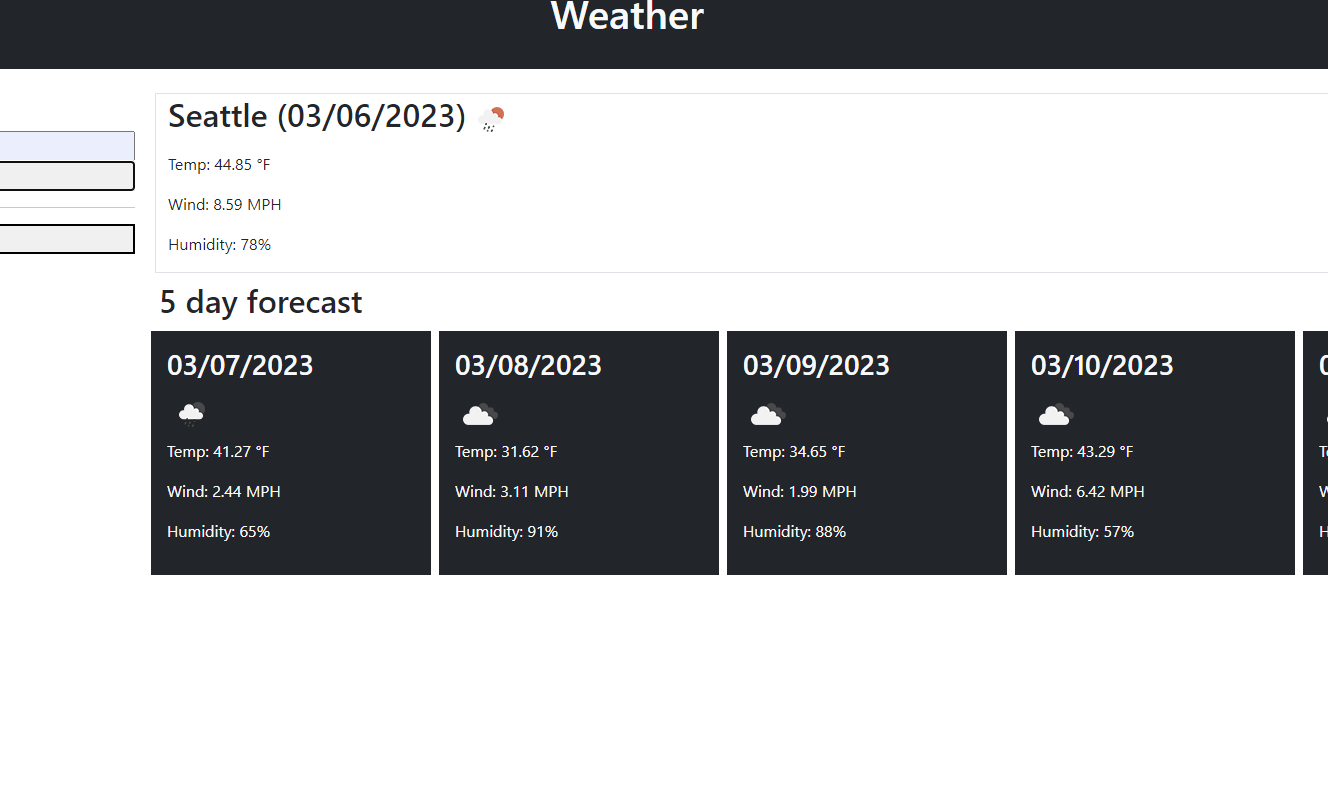 Weather
Seattle (03/06/2023)
Temp: 44.85 °F
Wind: 8.59 MPH
Humidity: 78%
5 day forecast
03/07/2023
Temp: 41.27 °F
Wind: 2.44 MPH
Humidity: 65%
03/08/2023
Temp: 31.62 °F
Wind: 3.11 MPH
Humidity: 91%
03/09/2023
Temp: 34.65 °F
Wind: 1.99 MPH
Humidity: 88%
03/10/2023
Temp: 43.29 °F
Wind: 6.42 MPH
Humidity: 57%